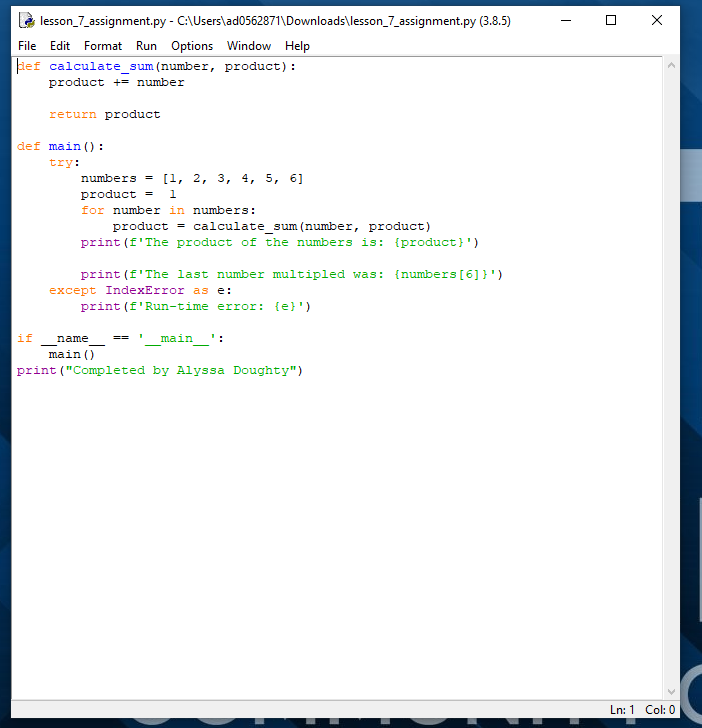 lesson_7_assignment.py - C:\Users\ad0562871\Downloads\lesson_7_assignment.py (3.8.5)
File Edit Format Run Options Window Help
def calculate_sum(number, product):
    product += number

    return product

def main():
    try:
        numbers = [1, 2, 3, 4, 5, 6]
        product =  1
        for number in numbers:
            product = calculate_sum(number, product)
        print(f'The product of the numbers is: {product}')

        print(f'The last number multipled was: {numbers[6]}')
    except IndexError as e:
        print(f'Run-time error: {e}')

if __name__ == '__main__':
    main()
print("Completed by Alyssa Doughty")
Ln: 1 Col: 0